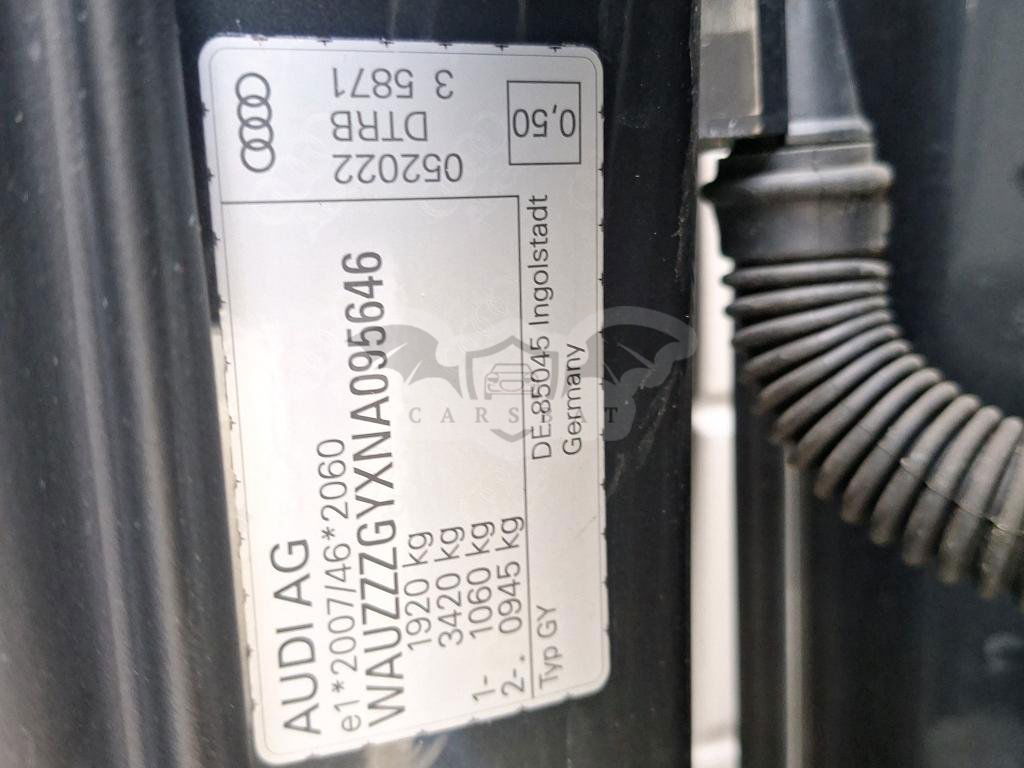 AUDI AG
e1*2007/46*2060
WAUZZZGYXNA095646
1920 kg
3420 kg
1- 1060 kg
2- . 0945 kg
Typ GY
DE-85045 Ingolstadt
Germany
052022
DTRB
3 5871
0,50
CARSBAT